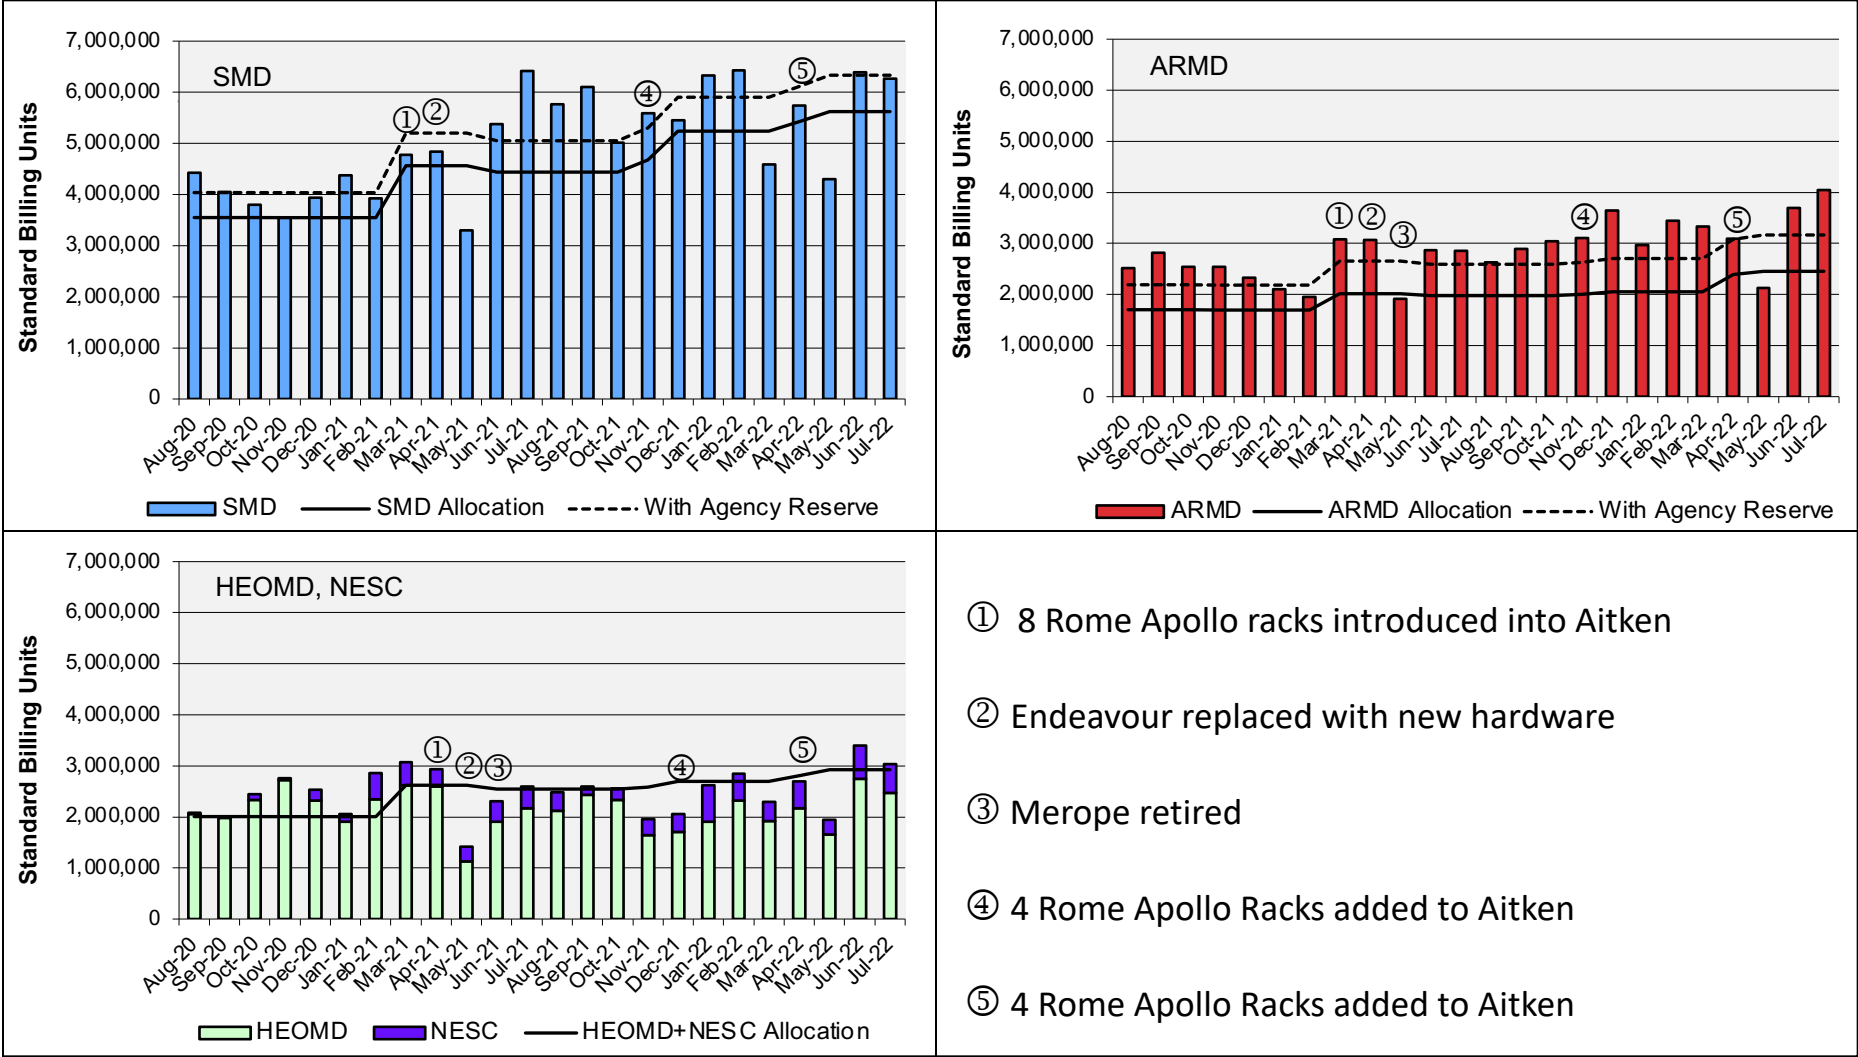 7,000,000
6,000,000
5,000,000
4,000,000
3,000,000
2,000,000
1,000,000
0
Standard Billing Units
SMD
① ② ④ ⑤
Aug-20 Sep-20 Oct-20 Nov-20 Dec-20 Jan-21 Feb-21 Mar-21 Apr-21 May-21 Jun-21 Jul-21 Aug-21 Sep-21 Oct-21 Nov-21 Dec-21 Jan-22 Feb-22 Mar-22 Apr-22 May-22 Jun-22 Jul-22
SMD SMD Allocation With Agency Reserve
7,000,000
6,000,000
5,000,000
4,000,000
3,000,000
2,000,000
1,000,000
0
Standard Billing Units
ARMD
① ② ③ ④ ⑤
Aug-20 Sep-20 Oct-20 Nov-20 Dec-20 Jan-21 Feb-21 Mar-21 Apr-21 May-21 Jun-21 Jul-21 Aug-21 Sep-21 Oct-21 Nov-21 Dec-21 Jan-22 Feb-22 Mar-22 Apr-22 May-22 Jun-22 Jul-22
ARMD ARMD Allocation With Agency Reserve
7,000,000
6,000,000
5,000,000
4,000,000
3,000,000
2,000,000
1,000,000
0
Standard Billing Units
HEOMD, NESC
① ② ③ ④ ⑤
Aug-20 Sep-20 Oct-20 Nov-20 Dec-20 Jan-21 Feb-21 Mar-21 Apr-21 May-21 Jun-21 Jul-21 Aug-21 Sep-21 Oct-21 Nov-21 Dec-21 Jan-22 Feb-22 Mar-22 Apr-22 May-22 Jun-22 Jul-22
HEOMD NESC HEOMD+NESC Allocation
① 8 Rome Apollo racks introduced into Aitken
② Endeavour replaced with new hardware
③ Merope retired
④ 4 Rome Apollo Racks added to Aitken
⑤ 4 Rome Apollo Racks added to Aitken